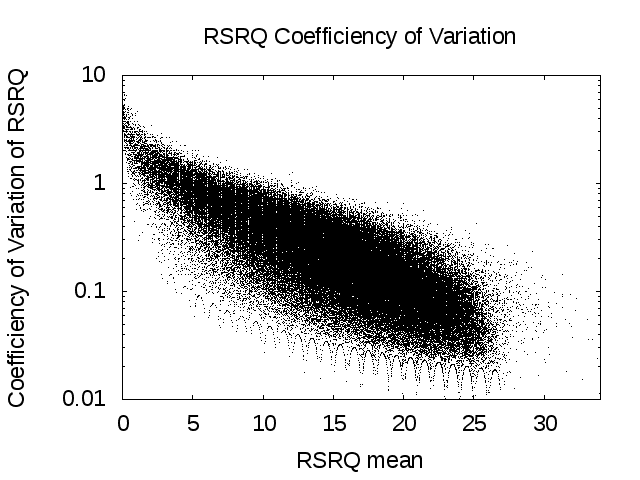 RSRQ Coefficiency of Variation
Coefficiency of Variation of RSRQ
10
1
0.1
0.01
0 5 10 15 20 25 30
RSRQ mean